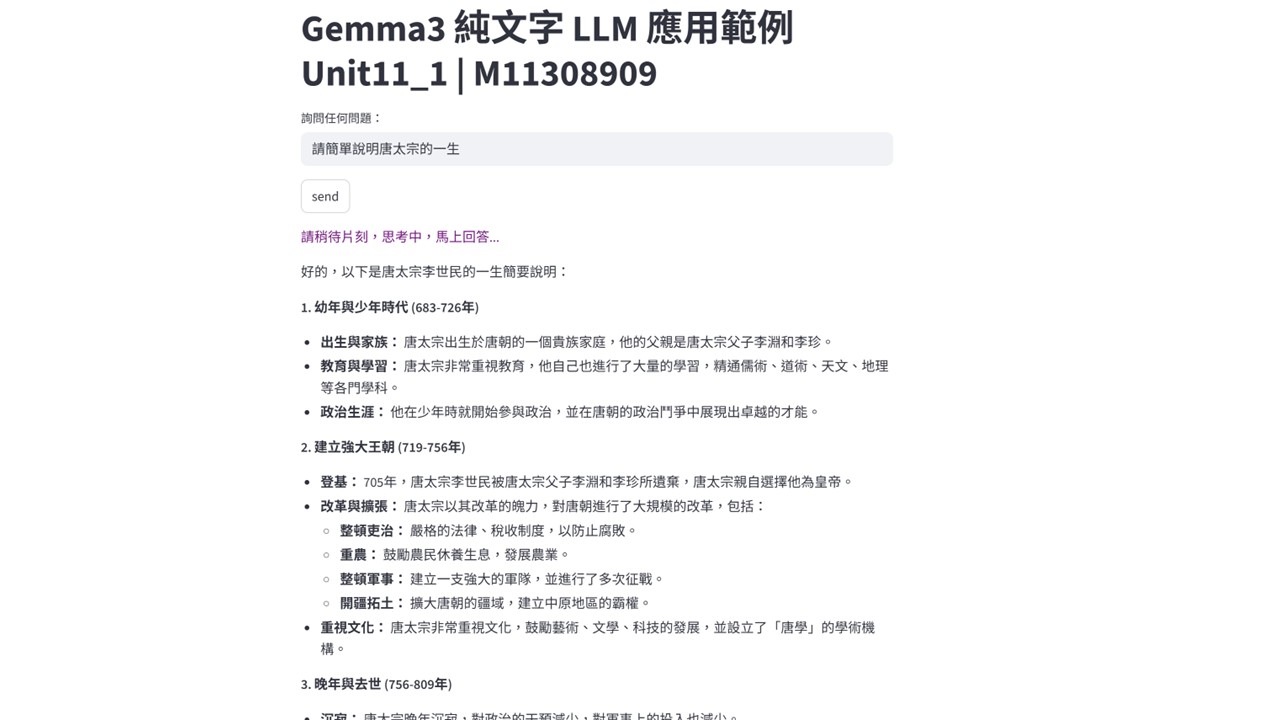 Gemma3 純文字 LLM 應用範例
Unit11_1 | M11308909
詢問任何問題：
請簡單說明唐太宗的一生
send
請稍待片刻，思考中，馬上回答...
好的，以下是唐太宗李世民的一生簡要說明：
1. 幼年與少年時代 (683-726年)
出生與家族： 唐太宗出生於唐朝的一個貴族家庭，他的父親是唐太宗父子李淵和李珍。
教育與學習： 唐太宗非常重視教育，他自己也進行了大量的學習，精通儒術、道術、天文、地理
等各門學科。
政治生涯： 他在少年時就開始參與政治，並在唐朝的政治鬥爭中展現出卓越的才能。
2. 建立強大王朝 (719-756年)
登基： 705年，唐太宗李世民被唐太宗父子李淵和李珍所遺棄，唐太宗親自選擇他為皇帝。
改革與擴張： 唐太宗以其改革的魄力，對唐朝進行了大規模的改革，包括：
整頓吏治： 嚴格的法律、稅收制度，以防止腐敗。
重農： 鼓勵農民休養生息，發展農業。
整頓軍事： 建立一支強大的軍隊，並進行了多次征戰。
開疆拓土： 擴大唐朝的疆域，建立中原地區的霸權。
重視文化： 唐太宗非常重視文化，鼓勵藝術、文學、科技的發展，並設立了「唐學」的學術機
構。
3. 晚年與去世 (756-809年)
沉寂： 唐太宗晚年沉寂，對政治的干預減少，對軍事上的投入也減少。